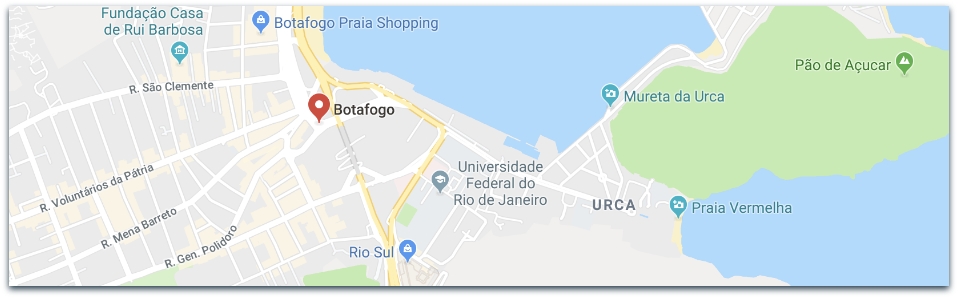 Fundação Casa
de Rui Barbosa
Botafogo Praia Shopping
Pão de Açucar
R. São Clemente
Mureta da Urca
Botafogo
Universidade
Federal do
Rio de Janeiro
R. Voluntários da Pátria
URCA
Praia Vermelha
R. Mena Barreto
R. Gen. Polidoro
Rio Sul